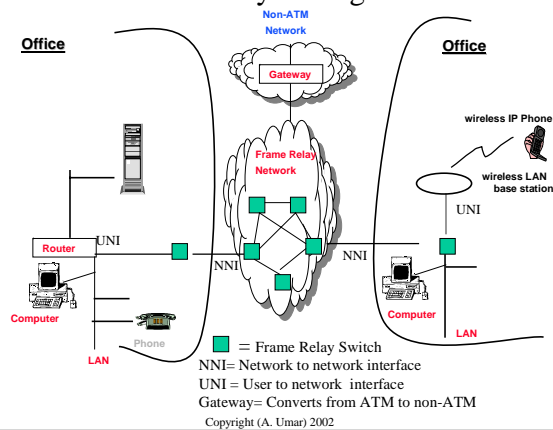 Non-ATM
Network
Office
Office
Gateway
wireless IP Phone
Frame Relay
Network
wireless LAN
base station
UNI
UNI
Router
NNI
NNI
Computer
Computer
Phone
LAN
LAN
= Frame Relay Switch
NNI= Network to network interface
UNI = User to network interface
Gateway= Converts from ATM to non-ATM
Copyright (A. Umar) 2002